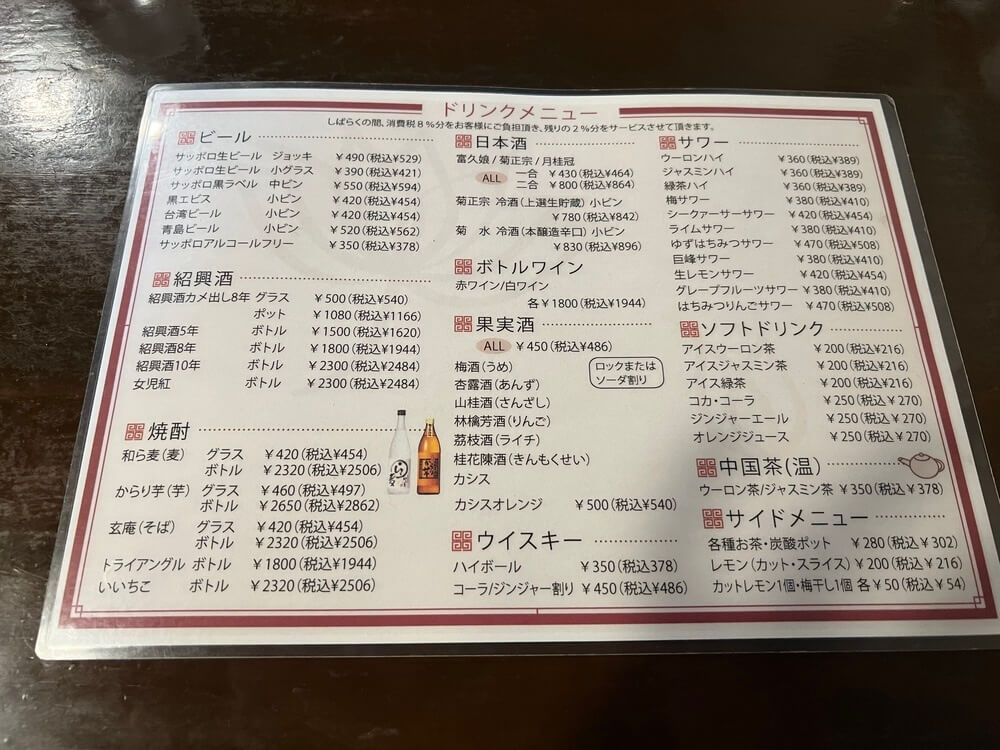 ドリンクメニュー
しばらくの間、消費税8%分をお客様にご負担頂き、残りの2%分をサービスさせて頂きます。
ビール
サッポロ生ビール ジョッキ ¥490(税込¥529)
サッポロ生ビール 小グラス ¥390(税込¥421)
サッポロ黒ラベル 中ビン ¥550(税込¥594)
黒エビス 小ビン ¥420(税込¥454)
台湾ビール 小ビン ¥420(税込¥454)
青島ビール 小ビン ¥520(税込¥562)
サッポロアルコールフリー ¥350(税込¥378)
紹興酒
紹興酒カメ出し8年 グラス ¥500(税込¥540)
ポット ¥1080(税込¥1166)
紹興酒5年 ボトル ¥1500(税込¥1620)
紹興酒8年 ボトル ¥1800(税込¥1944)
紹興酒10年 ボトル ¥2300(税込¥2484)
女児紅 ボトル ¥2300(税込¥2484)
焼酎
和ら麦(麦) グラス ¥420(税込¥454)
ボトル ¥2320(税込¥2506)
からり芋(芋) グラス ¥460(税込¥497)
ボトル ¥2650(税込¥2862)
玄庵(そば) グラス ¥420(税込¥454)
ボトル ¥2320(税込¥2506)
トライアングル ボトル ¥1800(税込¥1944)
いいちこ ボトル ¥2320(税込¥2506)
日本酒
富久娘/菊正宗/月桂冠
ALL 一合 ¥430(税込¥464)
二合 ¥800(税込¥864)
菊正宗 冷酒(上選生貯蔵) 小ビン
¥780(税込¥842)
菊 水 冷酒(本醸造辛口) 小ビン
¥830(税込¥896)
ボトルワイン
赤ワイン/白ワイン
各¥1800(税込¥1944)
果実酒
ALL ¥450(税込¥486)
梅酒(うめ)
杏露酒(あんず)
山桂酒(さんざし)
林檎芳酒(りんご)
茘枝酒(ライチ)
桂花陳酒(きんもくせい)
カシス
ロックまたは
ソーダ割り
カシスオレンジ ¥500(税込¥540)
ウイスキー
ハイボール ¥350(税込378)
コーラ/ジンジャー割り ¥450(税込¥486)
サワー
ウーロンハイ ¥360(税込¥389)
ジャスミンハイ ¥360(税込¥389)
緑茶ハイ ¥360(税込¥389)
梅サワー ¥380(税込¥410)
シークァーサーサワー ¥420(税込¥454)
ライムサワー ¥380(税込¥410)
ゆずはちみつサワー ¥470(税込¥508)
巨峰サワー ¥380(税込¥410)
生レモンサワー ¥420(税込¥454)
グレープフルーツサワー ¥380(税込¥410)
はちみつりんごサワー ¥470(税込¥508)
ソフトドリンク
アイスウーロン茶 ¥200(税込¥216)
アイスジャスミン茶 ¥200(税込¥216)
アイス緑茶 ¥200(税込¥216)
コカ・コーラ ¥250(税込¥270)
ジンジャーエール ¥250(税込¥270)
オレンジジュース ¥250(税込¥270)
中国茶(温)
ウーロン茶/ジャスミン茶 ¥350(税込¥378)
サイドメニュー
各種お茶・炭酸ポット ¥280(税込¥302)
レモン(カット・スライス) ¥200(税込¥216)
カットレモン1個・梅干し1個 各¥50(税込¥54)